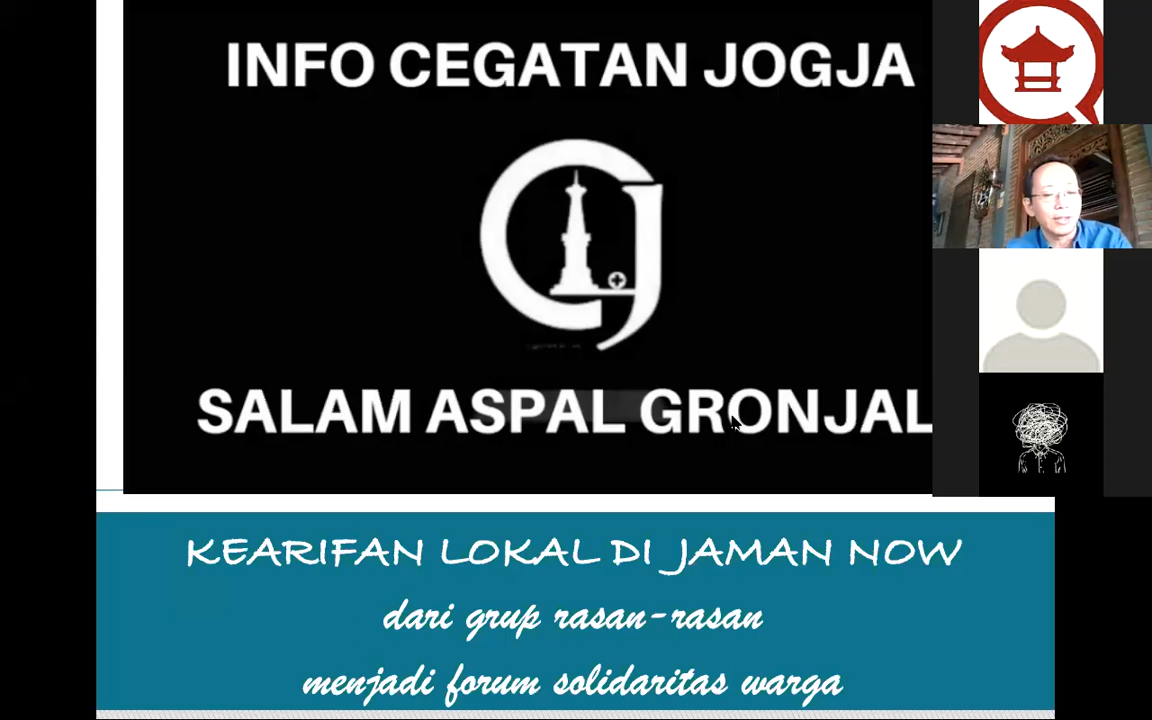 INFO CEGATAN JOGJA
SALAM ASPAL GRONJAL
KEARIFAN LOKAL DI JAMAN NOW
dari grup rasan-rasan
menjadi forum solidaritas warga